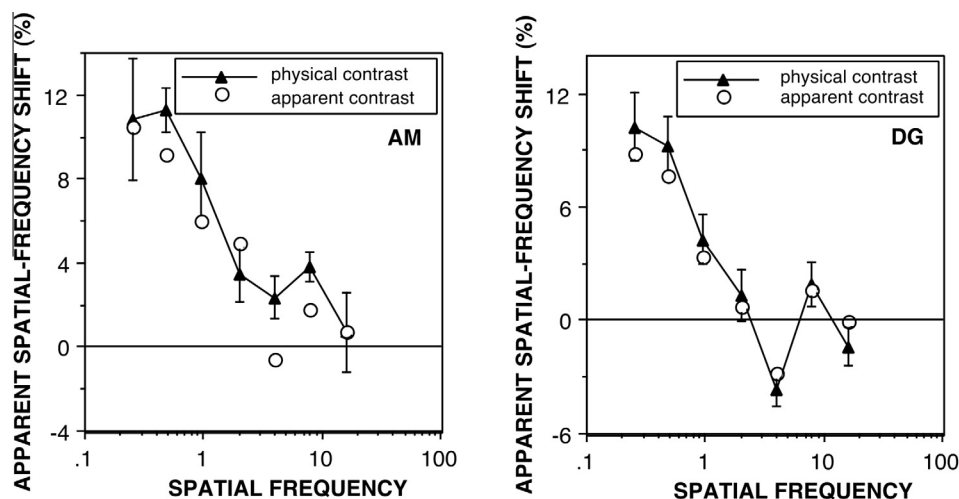 APPARENT SPATIAL-FREQUENCY SHIFT (%)
12
8
4
0
-4
physical contrast
apparent contrast
AM
.1
1
10
100
SPATIAL FREQUENCY
APPARENT SPATIAL-FREQUENCY SHIFT (%)
12
6
0
-6
physical contrast
apparent contrast
DG
.1
1
10
100
SPATIAL FREQUENCY